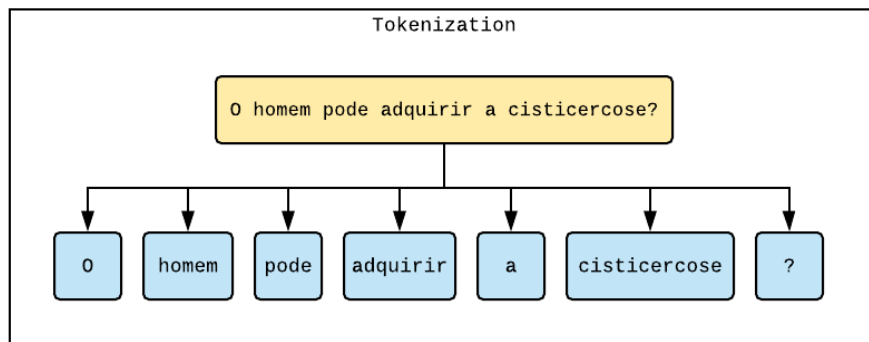 Tokenization
O homem pode adquirir a cisticercose?
O homem pode adquirir a cisticercose ?